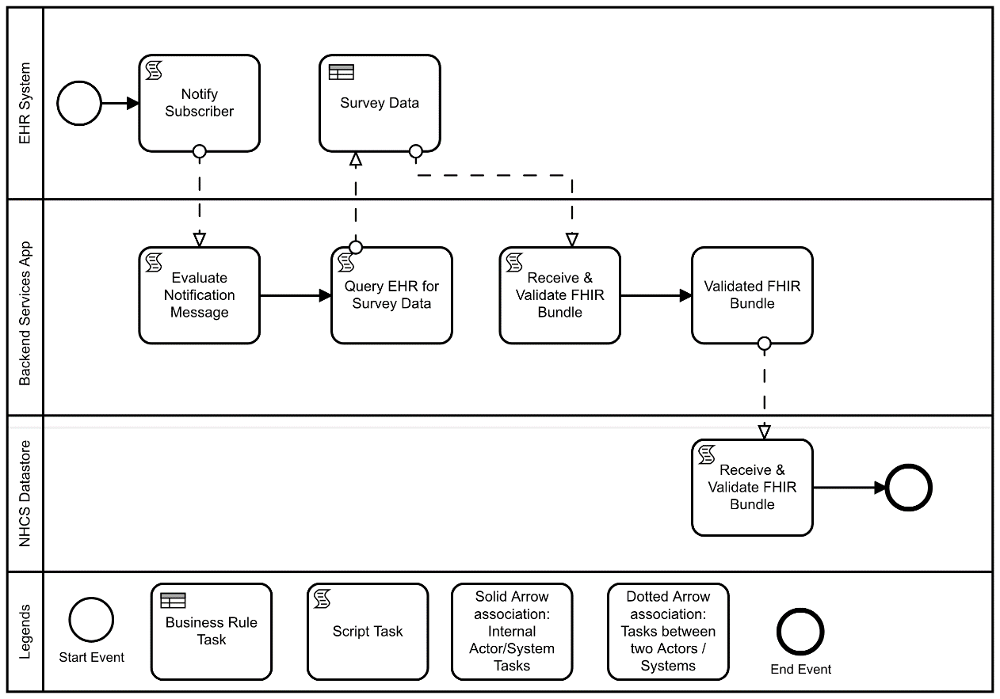 EHR System
Notify
Subscriber
Survey Data
Backend Services App
Evaluate
Notification
Message
Query EHR for
Survey Data
Receive &
Validate FHIR
Bundle
Validated FHIR
Bundle
NHCS Datastore
Receive &
Validate FHIR
Bundle
Legends
Start Event
Business Rule
Task
Script Task
Solid Arrow
association:
Internal
Actor/System
Tasks
Dotted Arrow
association:
Tasks between
two Actors /
Systems
End Event